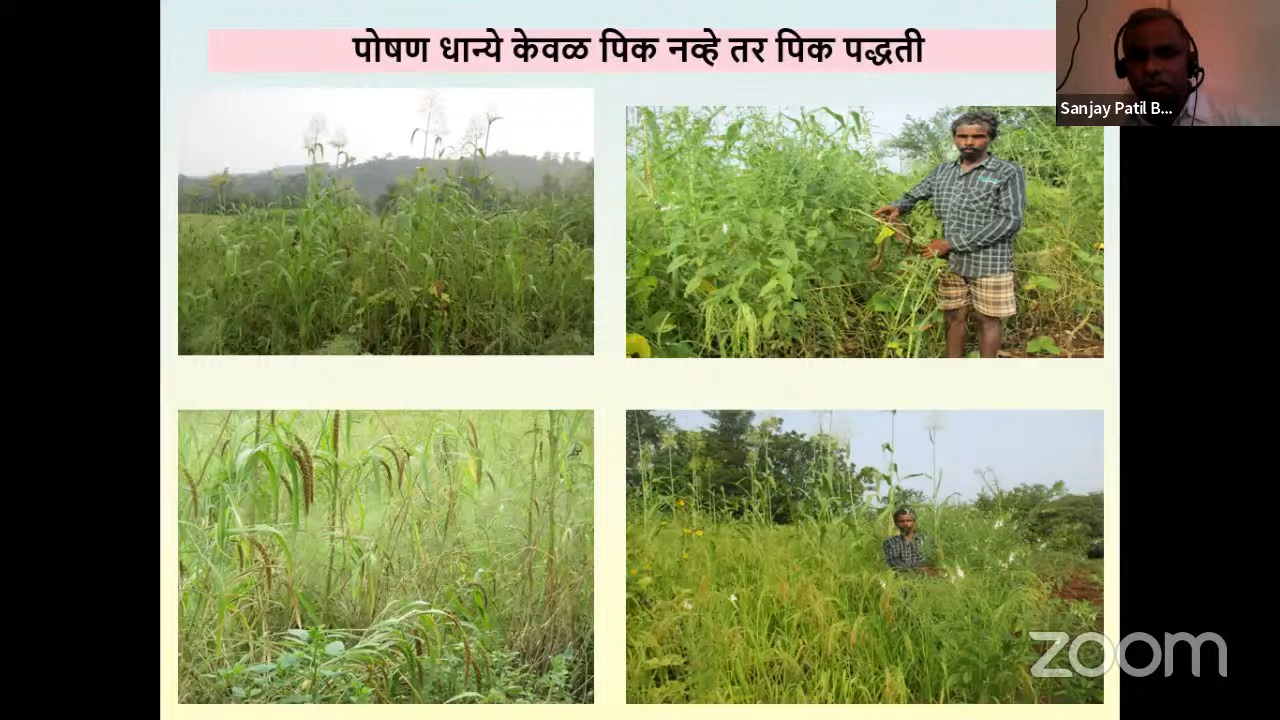 पोषण धान्ये केवळ पिक नव्हे तर पिक पद्धती
Sanjay Patil B...
zoom